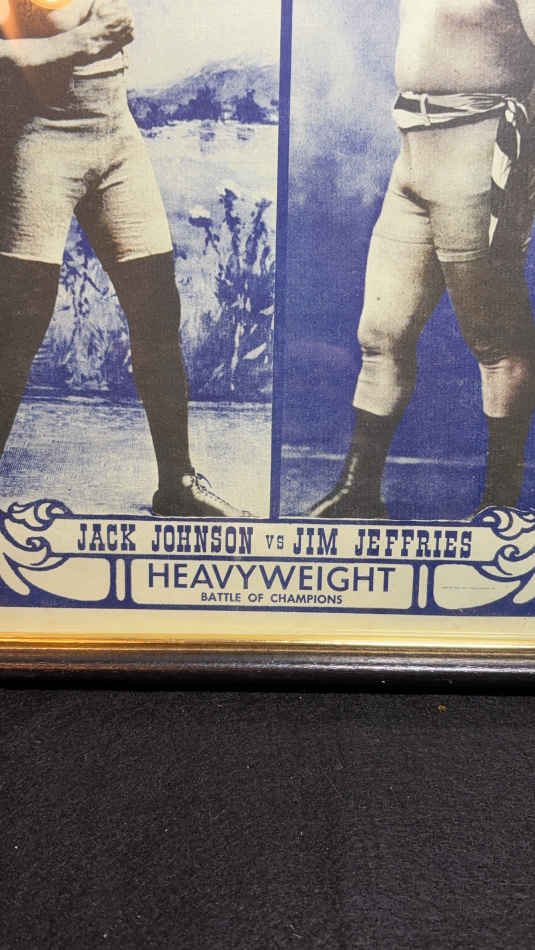 JACK JOHNSON VS JIM JEFFRIES
HEAVYWEIGHT
BATTLE OF CHAMPIONS